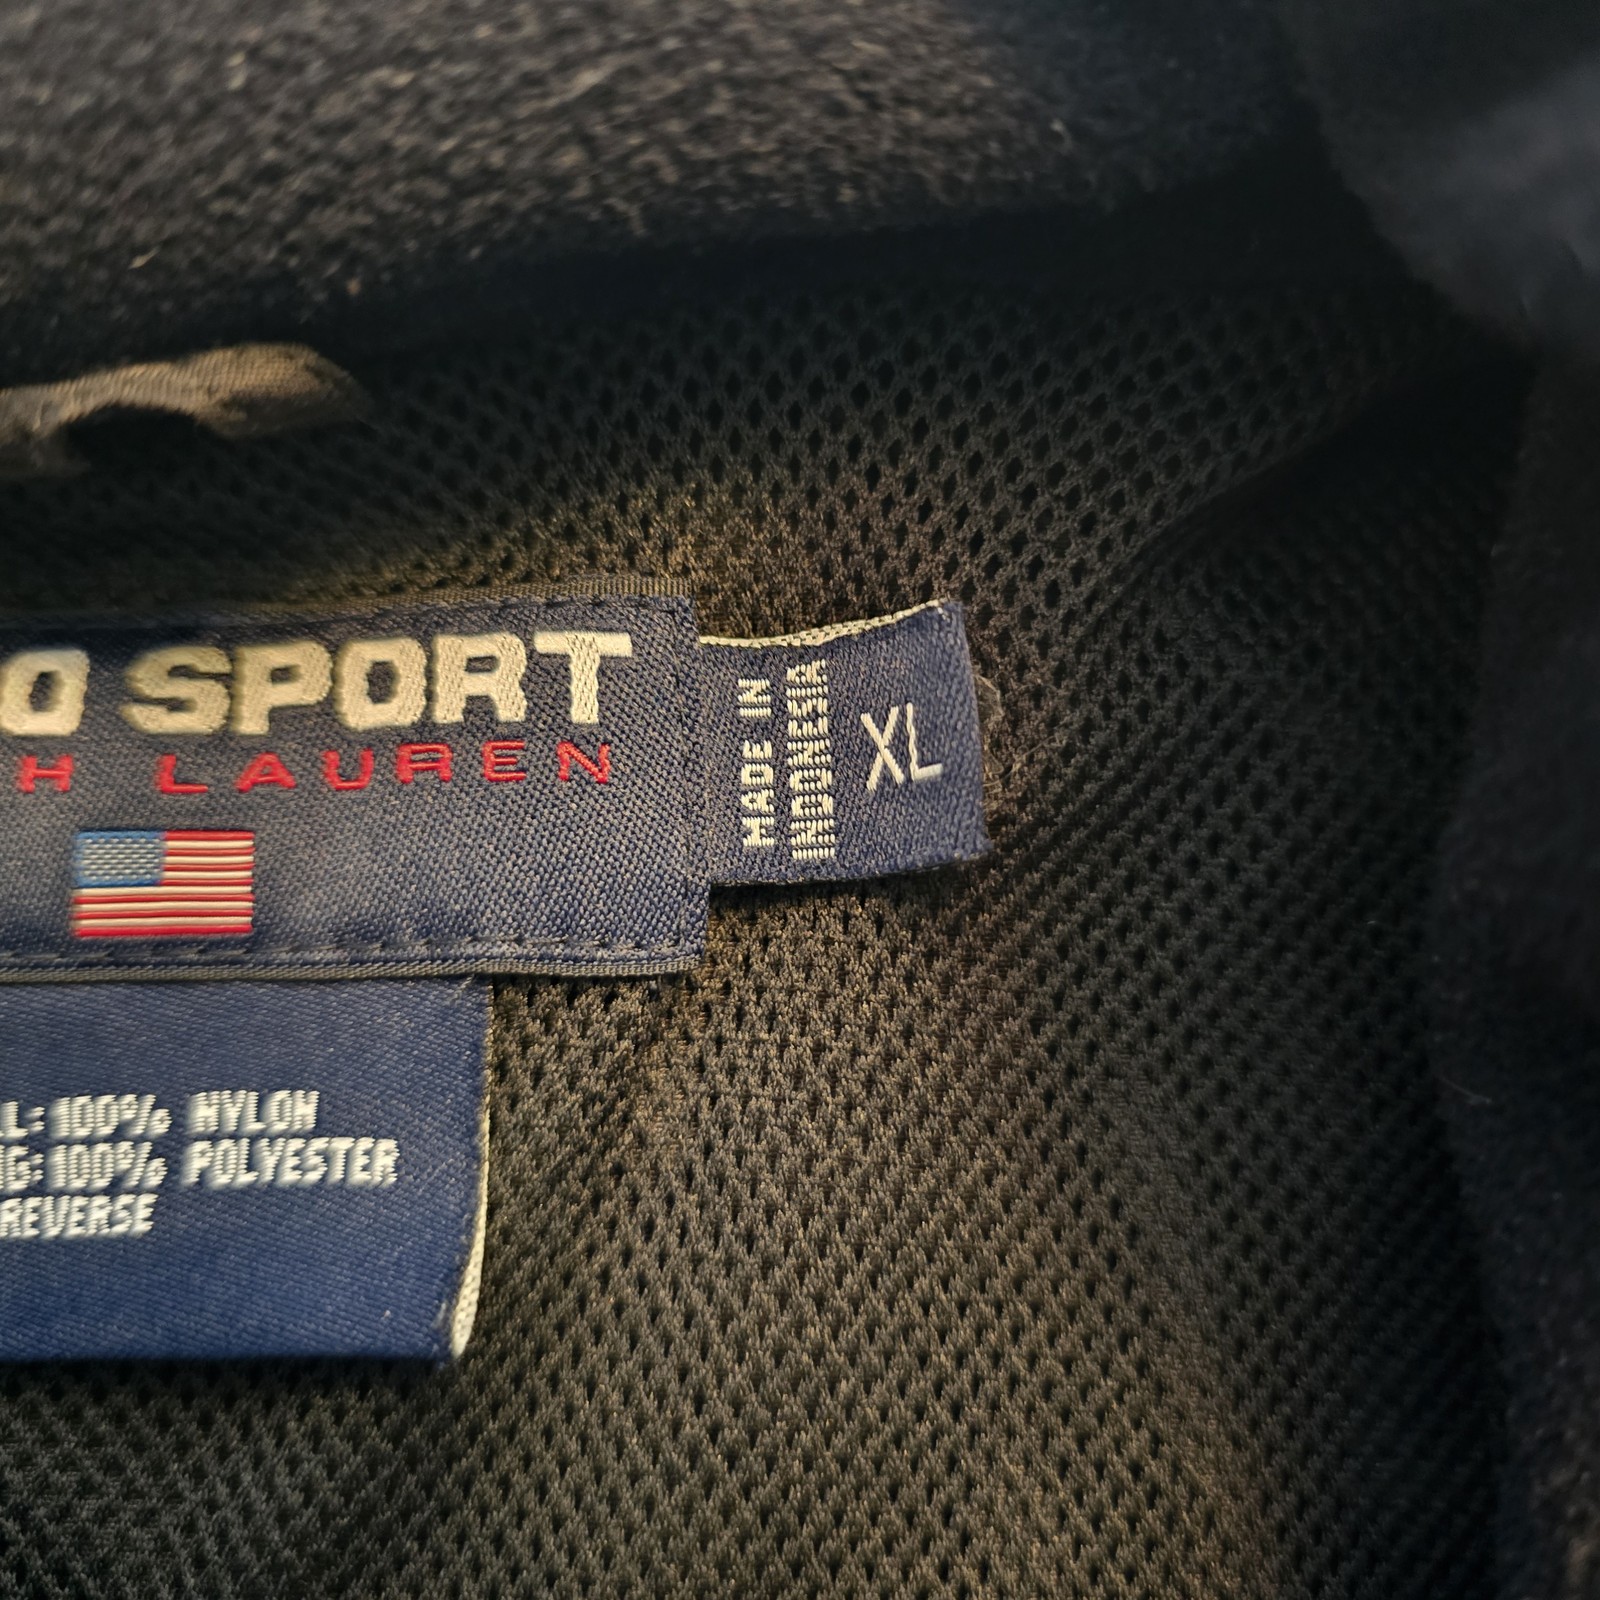 O SPORT
H LAUREN
MADE IN
INDONESIA
XL
L: 100% NYLON
NG: 100% POLYESTER
REVERSE